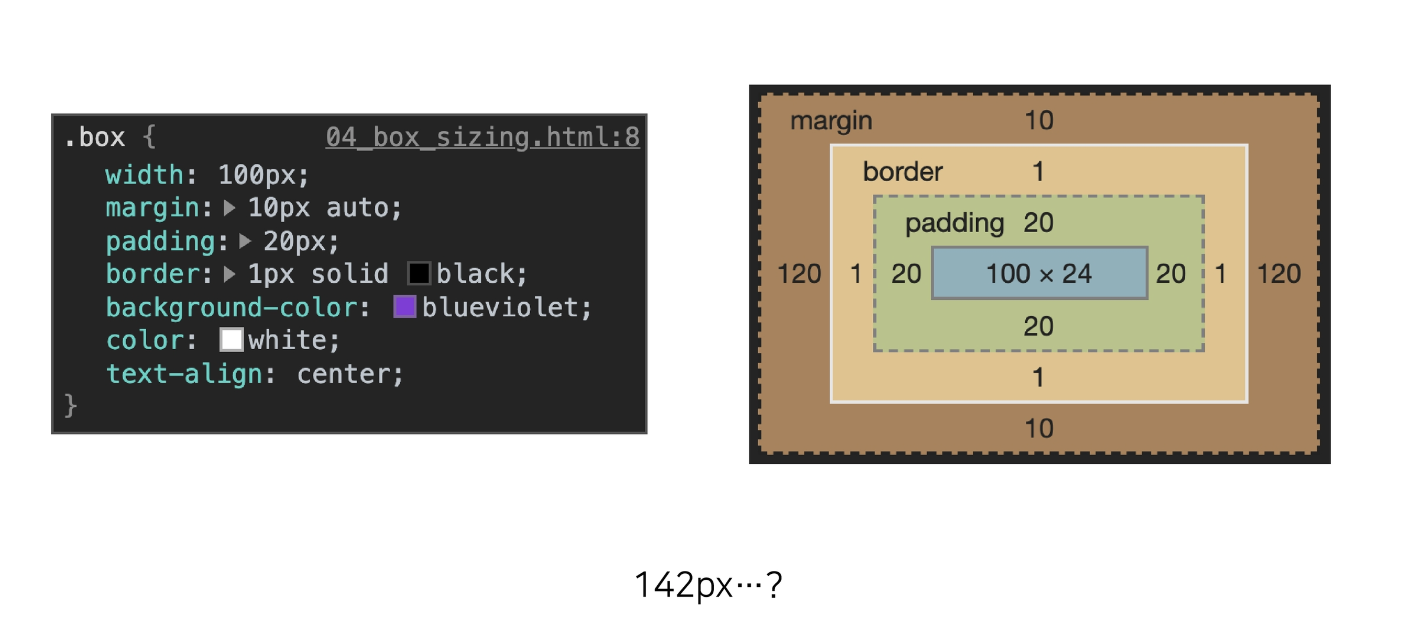 .box { 04_box_sizing.html:8
width: 100px;
margin: ▶ 10px auto;
padding: ▶ 20px;
border: ▶ 1px solid black;
background-color: blueviolet;
color: white;
text-align: center;
}
margin 10
border 1
padding 20
120 1 20 100 × 24 20 1 120
20
1
10
142px…?